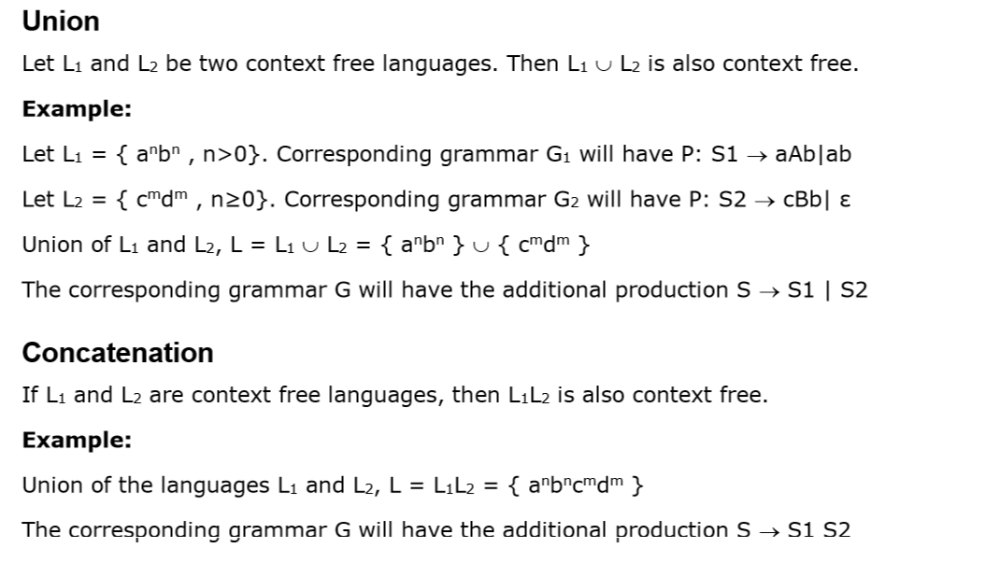 Union
Let L₁ and L₂ be two context free languages. Then L₁ ∪ L₂ is also context free.
Example:
Let L₁ = { aⁿbⁿ , n>0}. Corresponding grammar G₁ will have P: S1 → aAb|ab
Let L₂ = { cᵐdᵐ , n≥0}. Corresponding grammar G₂ will have P: S2 → cBb| ε
Union of L₁ and L₂, L = L₁ ∪ L₂ = { aⁿbⁿ } ∪ { cᵐdᵐ }
The corresponding grammar G will have the additional production S → S1 | S2
Concatenation
If L₁ and L₂ are context free languages, then L₁L₂ is also context free.
Example:
Union of the languages L₁ and L₂, L = L₁L₂ = { aⁿbⁿcᵐdᵐ }
The corresponding grammar G will have the additional production S → S1 S2